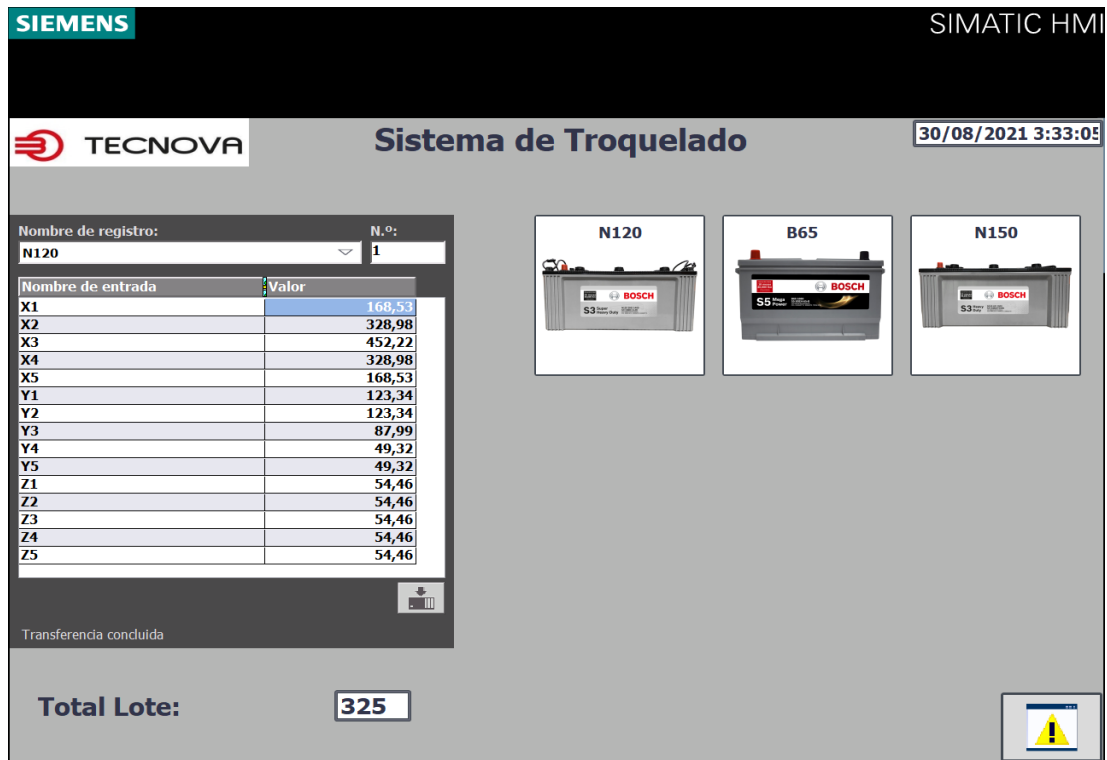 SIEMENS
SIMATIC HMI
TECNOVA
Sistema de Troquelado
30/08/2021 3:33:05
Nombre de registro:
N.º:
N120
1
Nombre de entrada Valor
X1 168,53
X2 328,98
X3 452,22
X4 328,98
X5 168,53
Y1 123,34
Y2 123,34
Y3 87,99
Y4 49,32
Y5 49,32
Z1 54,46
Z2 54,46
Z3 54,46
Z4 54,46
Z5 54,46
Transferencia concluida
N120
BOSCH
S3
B65
BOSCH
S5 Mega Power
N150
BOSCH
S3
Total Lote:
325